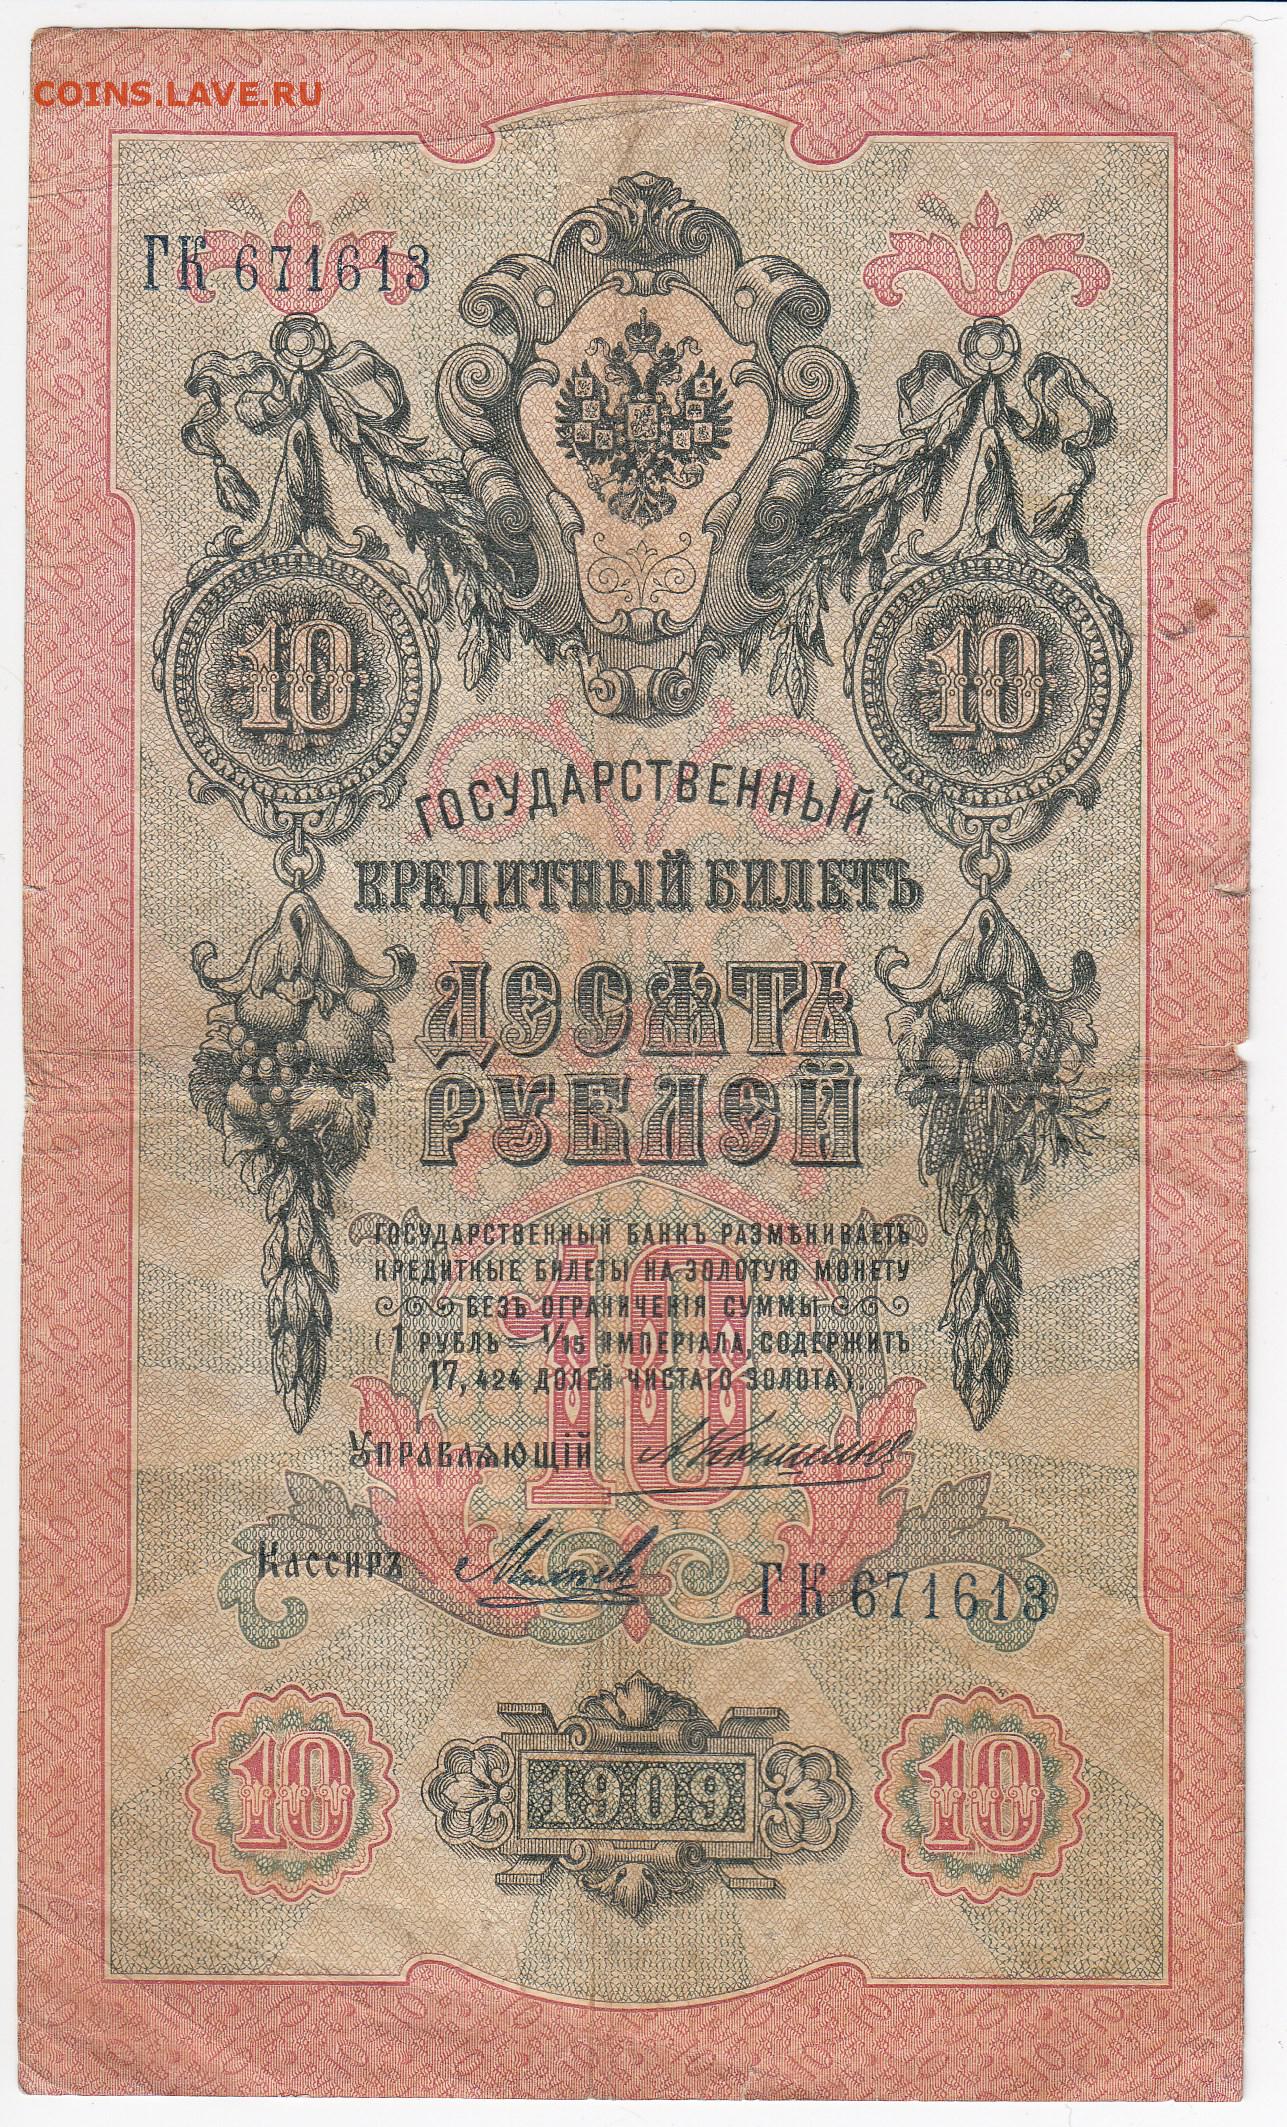 COINS.LAVE.RU
ГК 671613
10 10
ГОСУДАРСТВЕННЫЙ
КРЕДИТНЫЙ БИЛЕТЪ
ДЕСЯТЬ
РУБЛЕЙ
ГОСУДАРСТВЕННЫЙ БАНКЪ РАЗМѢНИВАЕТЪ
КРЕДИТНЫЕ БИЛЕТЫ НА ЗОЛОТУЮ МОНЕТУ
БЕЗЪ ОГРАНИЧЕНІЯ СУММЫ
(1 РУБЛЬ = 1/15 ИМПЕРІАЛА, СОДЕРЖИТЪ
17,424 ДОЛЕЙ ЧИСТАГО ЗОЛОТА).
10
УПРАВЛЯЮЩІЙ
КАССИРЪ
ГК 671613
10 1909 10